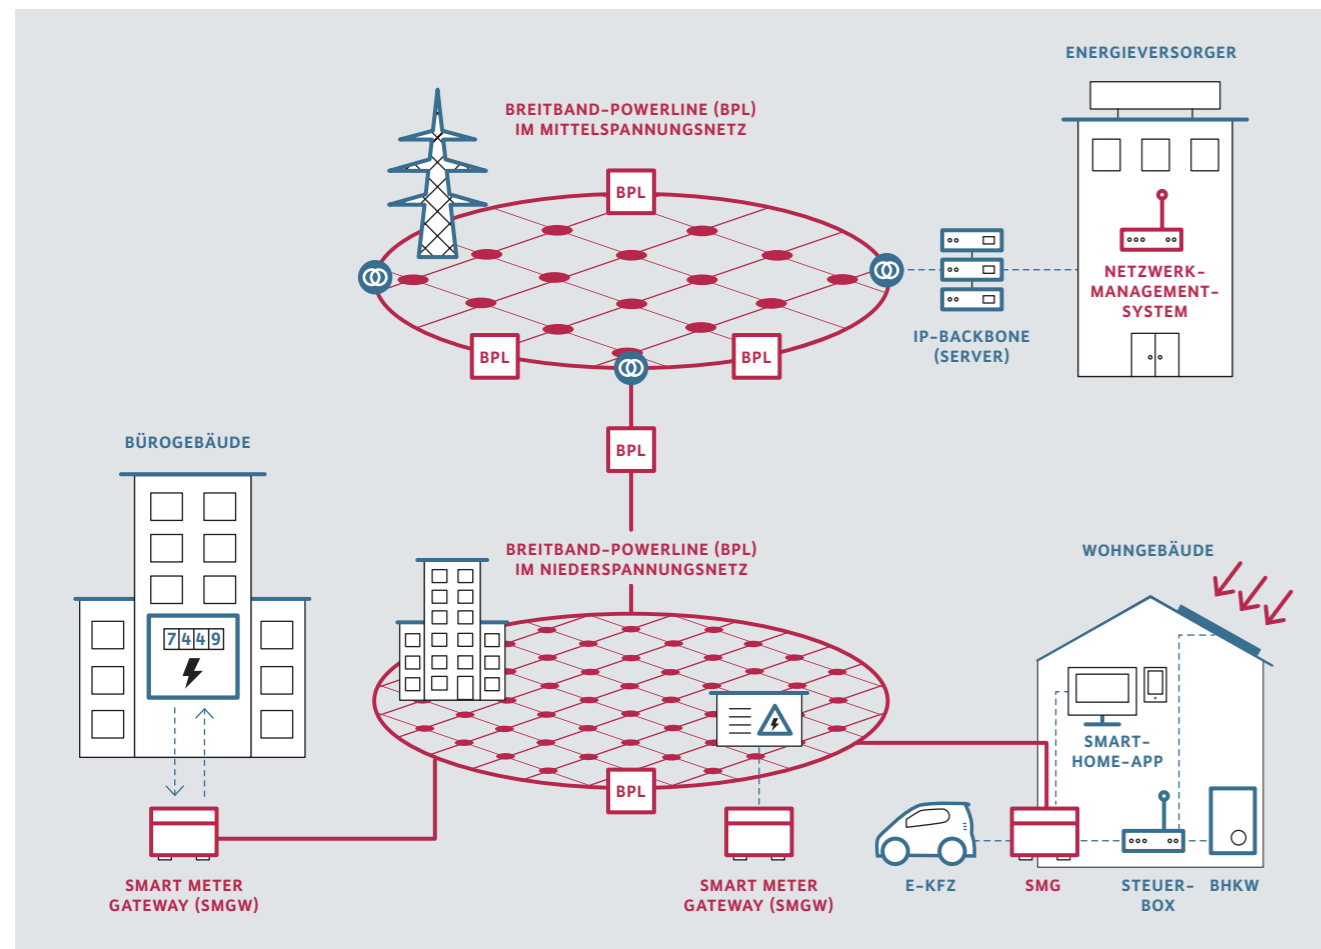 ENERGIEVERSORGER
BREITBAND-POWERLINE (BPL)
IM MITTELSPANNUNGSNETZ
BPL
NETZWERK-
MANAGEMENT-
SYSTEM
IP-BACKBONE
(SERVER)
BPL
BPL
BÜROGEBÄUDE
BPL
BREITBAND-POWERLINE (BPL)
IM NIEDERSPANNUNGSNETZ
WOHNGEBÄUDE
7449
SMART-
HOME-APP
BPL
SMART METER
GATEWAY (SMGW)
SMART METER
GATEWAY (SMGW)
E-KFZ
SMG
STEUER-
BOX
BHKW